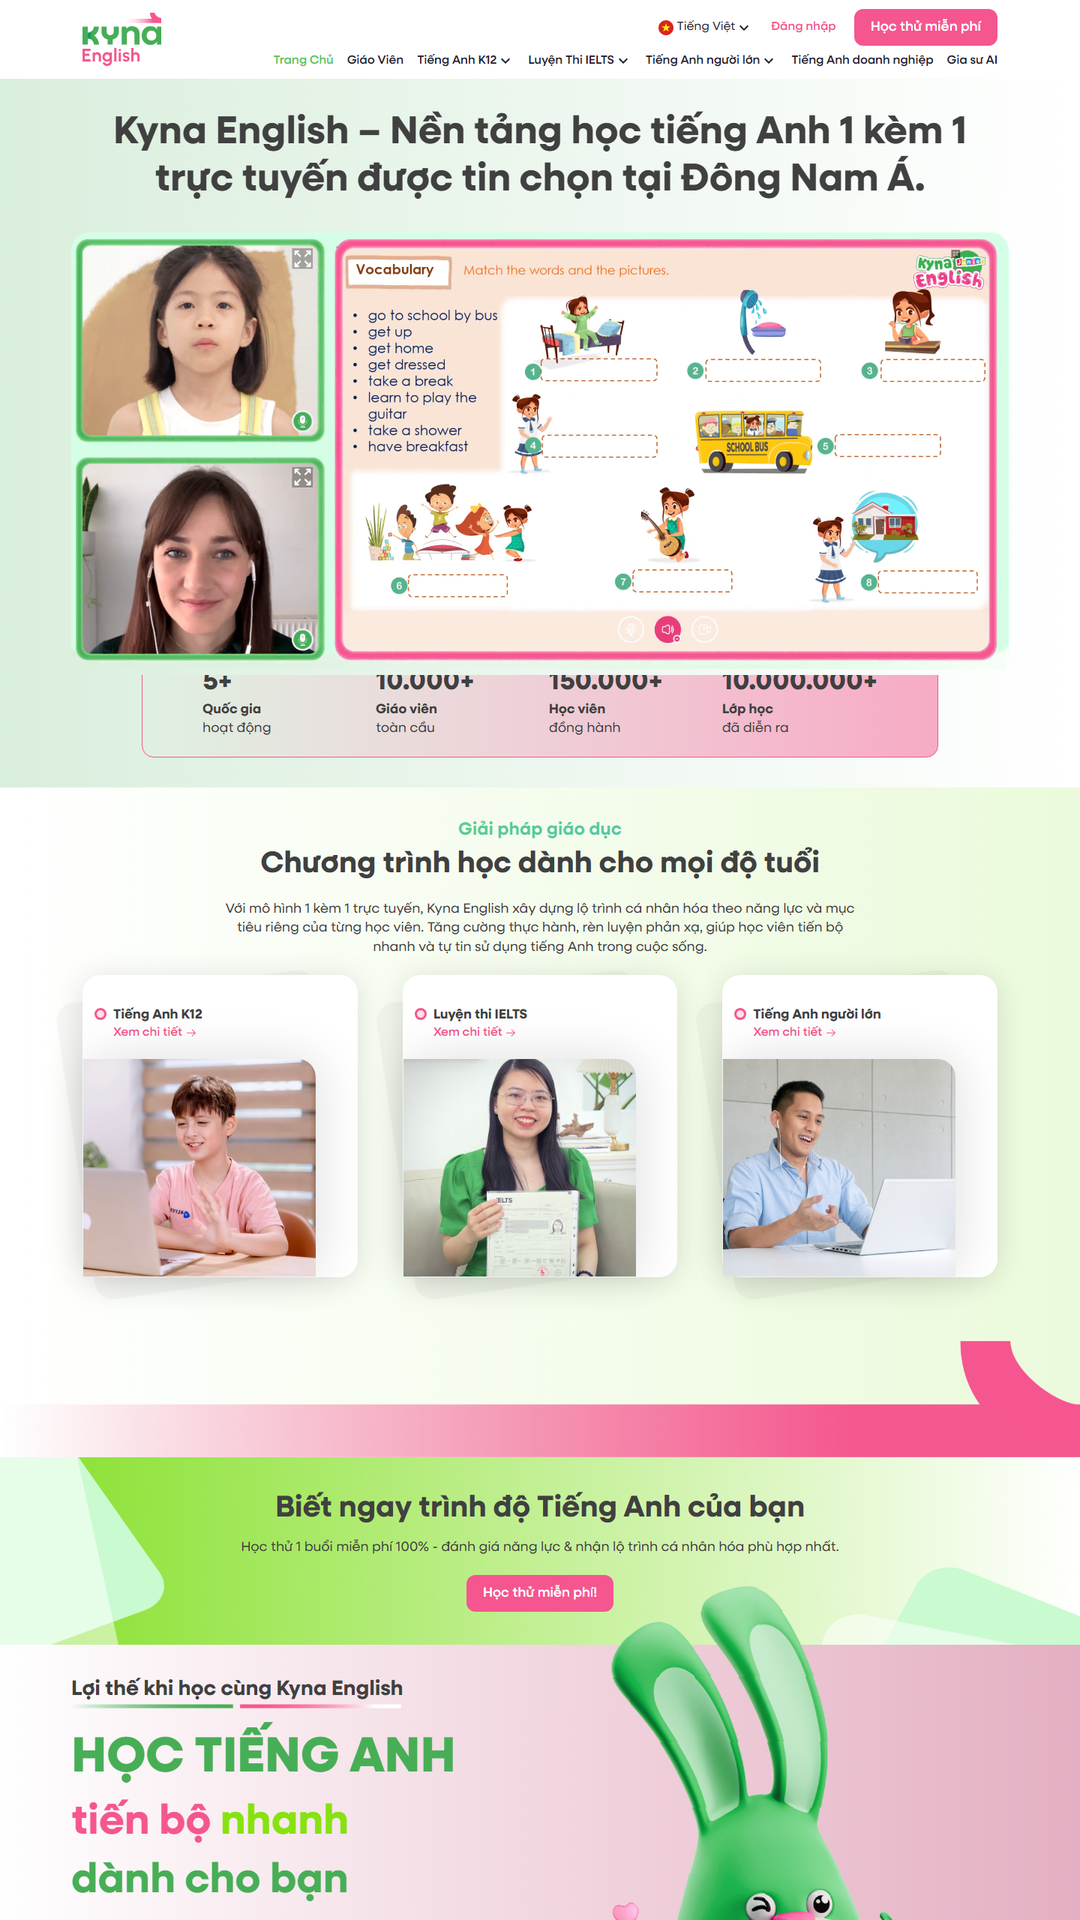 Kyna
English
Tiếng Việt
Đăng nhập
Học thử miễn phí
Trang Chủ
Giáo Viên
Tiếng Anh K12
Luyện Thi IELTS
Tiếng Anh người lớn
Tiếng Anh doanh nghiệp
Gia sư AI
Kyna English – Nền tảng học tiếng Anh 1 kèm 1
trực tuyến được tin chọn tại Đông Nam Á.
Vocabulary
Match the words and the pictures.
Kyna Junior
English
• go to school by bus
• get up
• get home
• get dressed
• take a break
• learn to play the
guitar
• take a shower
• have breakfast
1
2
3
4
SCHOOL BUS
5
6
7
8
5+
10.000+
150.000+
10.000.000+
Quốc gia
Giáo viên
Học viên
Lớp học
hoạt động
toàn cầu
đồng hành
đã diễn ra
Giải pháp giáo dục
Chương trình học dành cho mọi độ tuổi
Với mô hình 1 kèm 1 trực tuyến, Kyna English xây dựng lộ trình cá nhân hóa theo năng lực và mục
tiêu riêng của từng học viên. Tăng cường thực hành, rèn luyện phản xạ, giúp học viên tiến bộ
nhanh và tự tin sử dụng tiếng Anh trong cuộc sống.
Tiếng Anh K12
Xem chi tiết →
Luyện thi IELTS
Xem chi tiết →
Tiếng Anh người lớn
Xem chi tiết →
IELTS
Biết ngay trình độ Tiếng Anh của bạn
Học thử 1 buổi miễn phí 100% - đánh giá năng lực & nhận lộ trình cá nhân hóa phù hợp nhất.
Học thử miễn phí!
Lợi thế khi học cùng Kyna English
HỌC TIẾNG ANH
tiến bộ nhanh
dành cho bạn